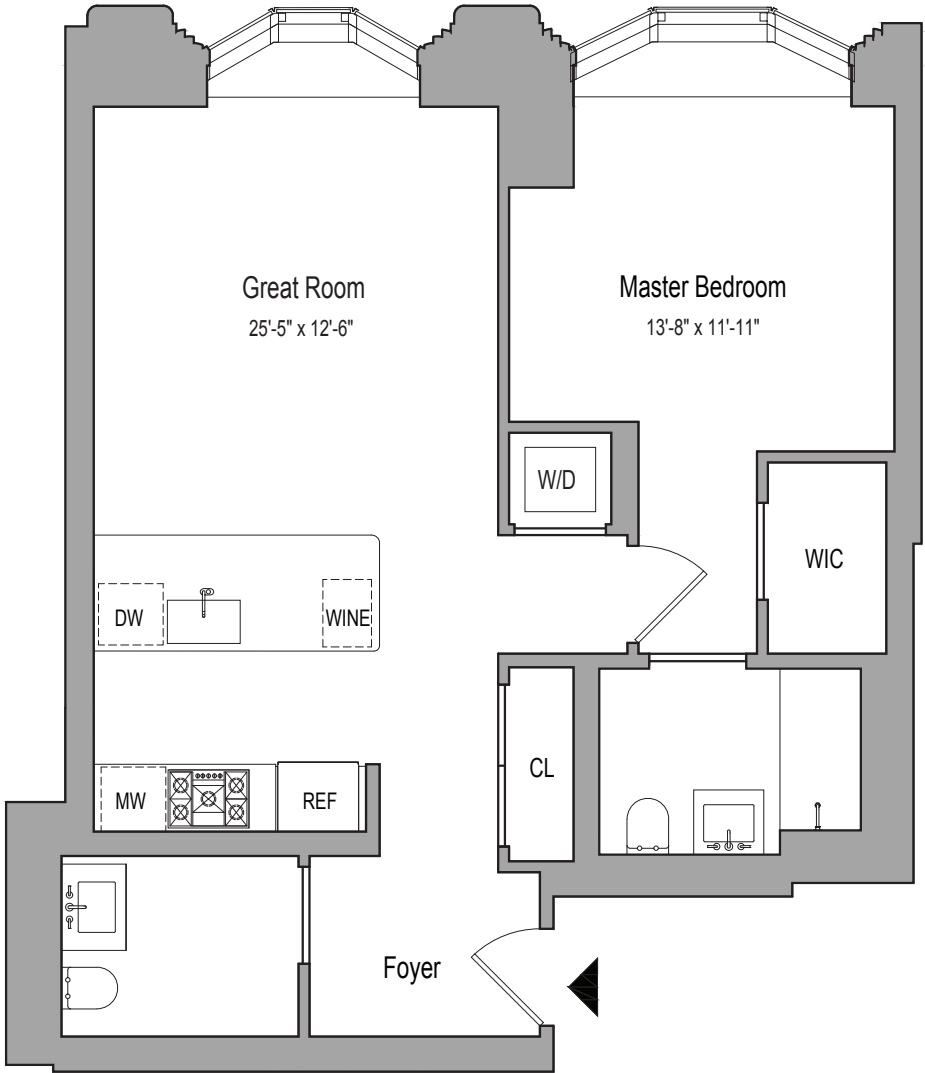 Great Room
25'-5" x 12'-6"
Master Bedroom
13'-8" x 11'-11"
W/D
WIC
DW
WINE
CL
MW
REF
Foyer